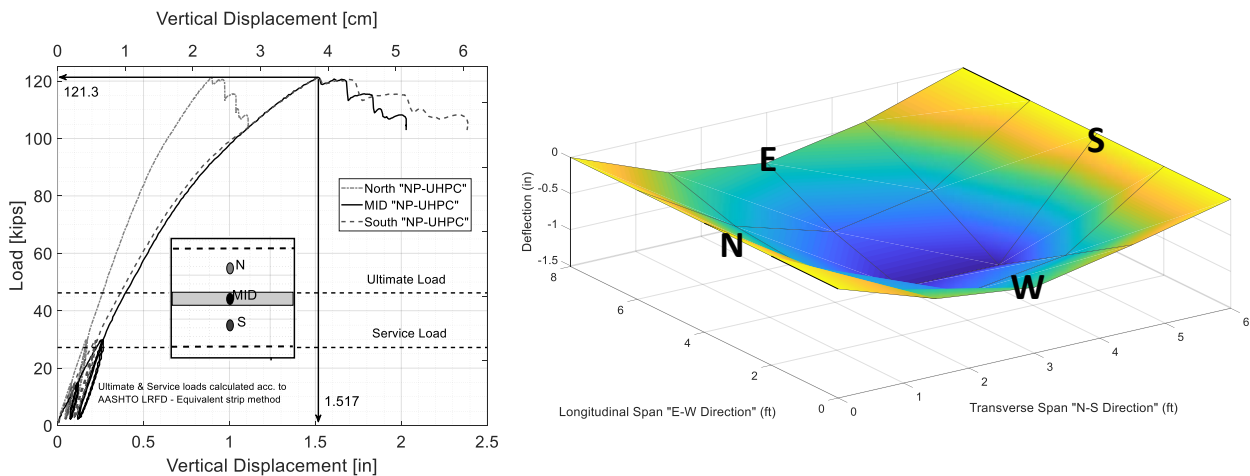 Vertical Displacement [cm]
0 1 2 3 4 5 6
120
100
80
60
40
20
0
Load [kips]
121.3
North "NP-UHPC"
MID "NP-UHPC"
South "NP-UHPC"
N
MID
S
Ultimate Load
Service Load
Ultimate & Service loads calculated acc. to
AASHTO LRFD - Equivalent strip method
1.517
0 0.5 1 1.5 2 2.5
Vertical Displacement [in]
E
S
N
W
0
-0.5
-1
-1.5
Deflection (in)
8
6
4
2
0
Longitudinal Span "E-W Direction" (ft)
0
1
2
3
4
5
6
Transverse Span "N-S Direction" (ft)